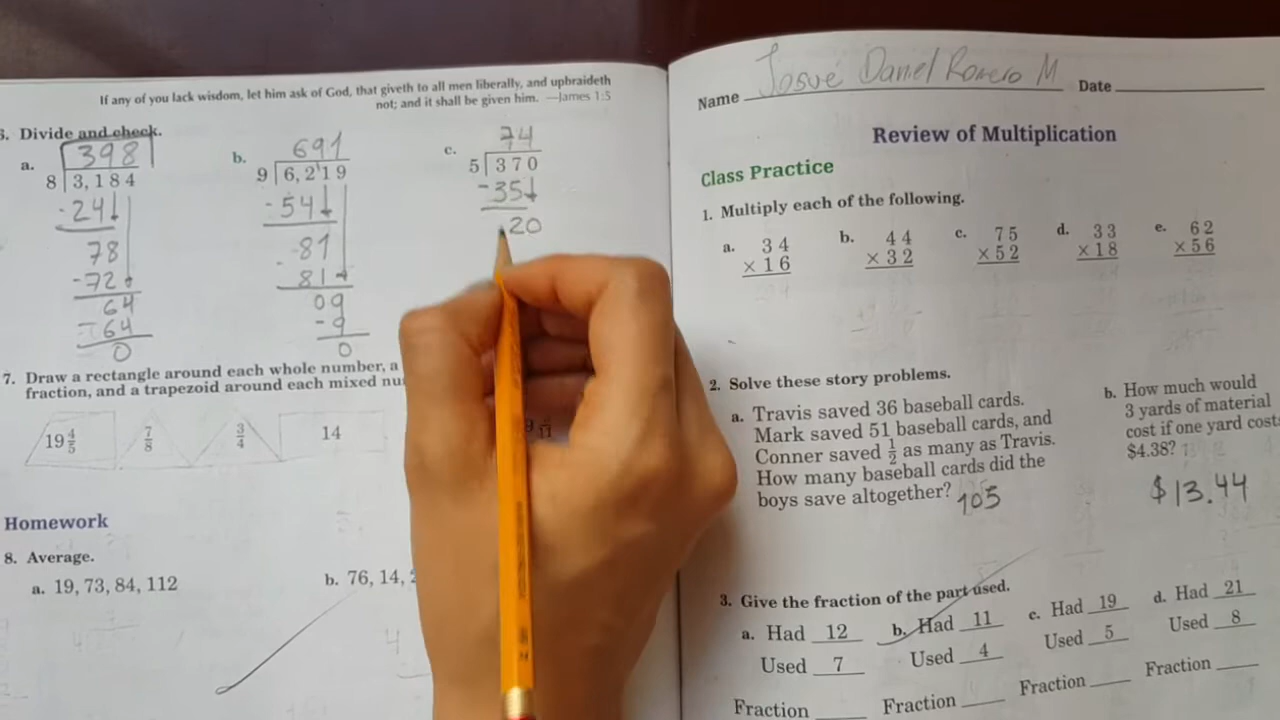 If any of you lack wisdom, let him ask of God, that giveth to all men liberally, and upbraideth
not; and it shall be given him. —James 1:5
6. Divide and check.
a. 398
8 3,184
-24
78
-72
64
-64
0
b. 691
9 6,219
-54
-81
81
09
-9
0
c. 74
5 370
-35
20
7. Draw a rectangle around each whole number, a
fraction, and a trapezoid around each mixed
19 4/5 7/8 3/4 14
Homework
8. Average.
a. 19, 73, 84, 112
b. 76, 14,
Name Josue Daniel Romero M Date
Review of Multiplication
Class Practice
1. Multiply each of the following.
a. 34
×16
b. 44
×32
c. 75
×52
d. 33
×18
e. 62
×56
2. Solve these story problems.
a. Travis saved 36 baseball cards.
Mark saved 51 baseball cards, and
Conner saved 1/2 as many as Travis.
How many baseball cards did the
boys save altogether? 105
b. How much would
3 yards of material
cost if one yard cost
$4.38?
$13.44
3. Give the fraction of the part used.
a. Had 12
Used 7
Fraction
b. Had 11
Used 4
Fraction
c. Had 19
Used 5
Fraction
d. Had 21
Used 8
Fraction